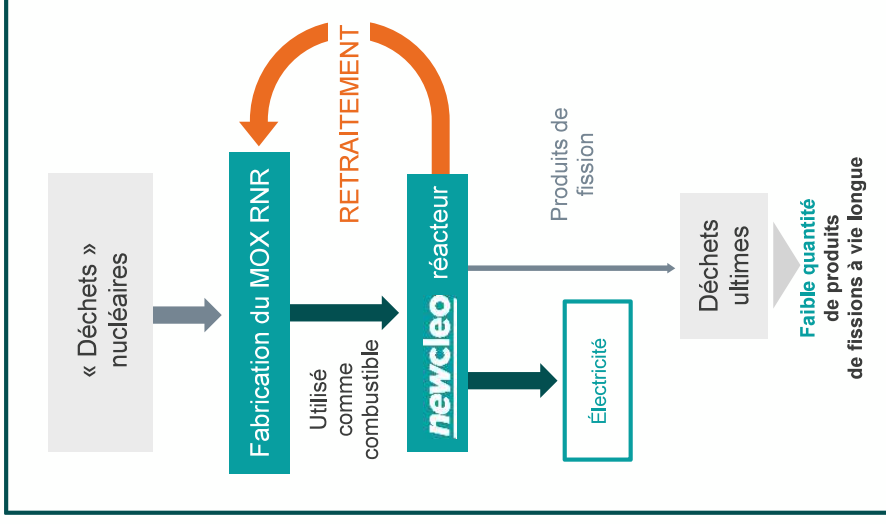 « Déchets »
nucléaires
Fabrication du MOX RNR
RETRAITEMENT
Utilisé
comme
combustible
newcleo réacteur
Produits de
fission
Électricité
Déchets
ultimes
Faible quantité
de produits
de fissions à vie longue